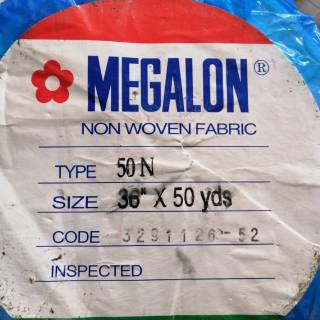 MEGALON®
NON WOVEN FABRIC
TYPE 50 N
SIZE 36" X 50 yds
CODE 3291126-52
INSPECTED